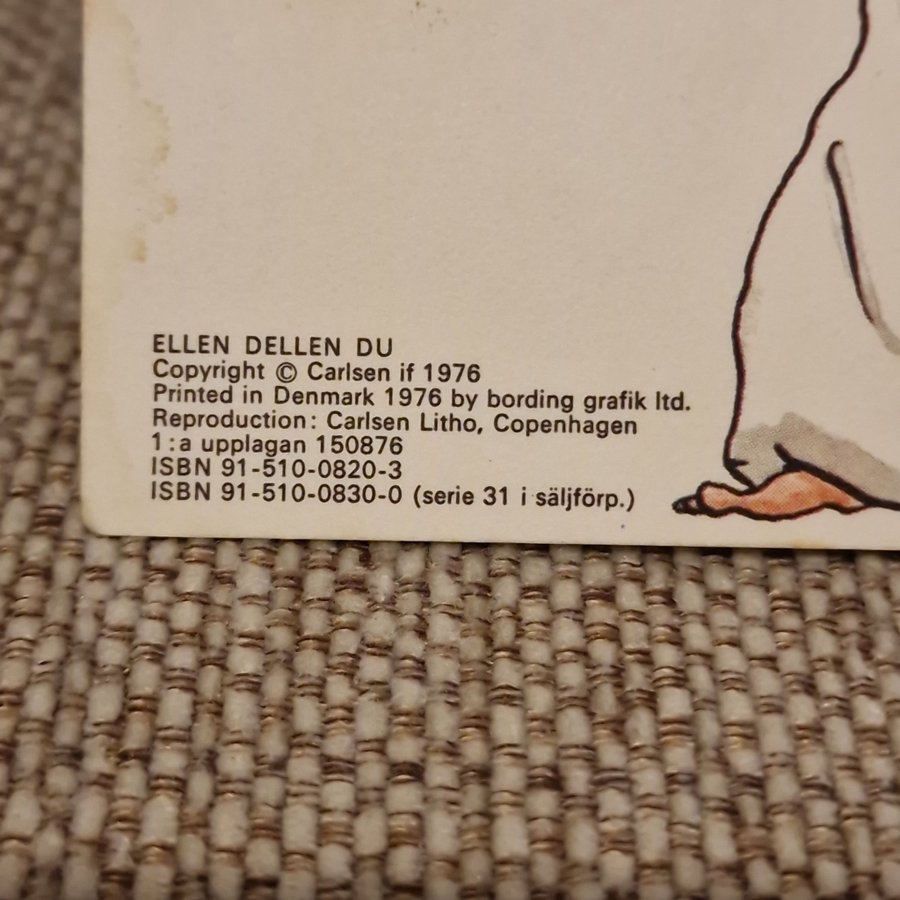 ELLEN DELLEN DU
Copyright © Carlsen if 1976
Printed in Denmark 1976 by bording grafik ltd.
Reproduction: Carlsen Litho, Copenhagen
1:a upplagan 150876
ISBN 91-510-0820-3
ISBN 91-510-0830-0 (serie 31 i säljförp.)